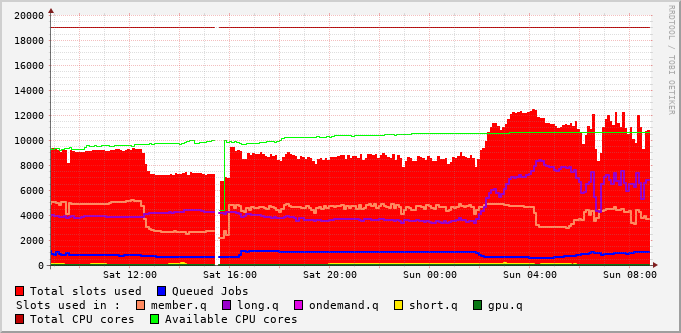 20000
18000
16000
14000
12000
10000
8000
6000
4000
2000
0
Sat 12:00 Sat 16:00 Sat 20:00 Sun 00:00 Sun 04:00 Sun 08:00
Total slots used Queued Jobs
Slots used in : member.q long.q ondemand.q short.q gpu.q
Total CPU cores Available CPU cores
RRDTOOL / TOBI OETIKER